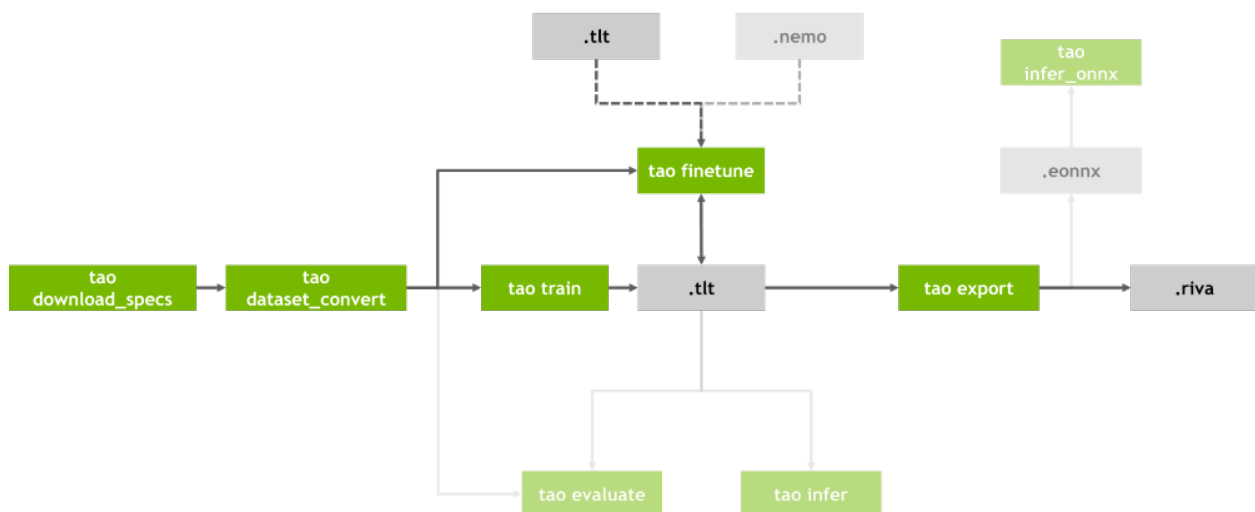 .tlt
.nemo
tao
infer_onnx
tao finetune
.eonnx
tao
download_specs
tao
dataset_convert
tao train
.tlt
tao export
.riva
tao evaluate
tao infer